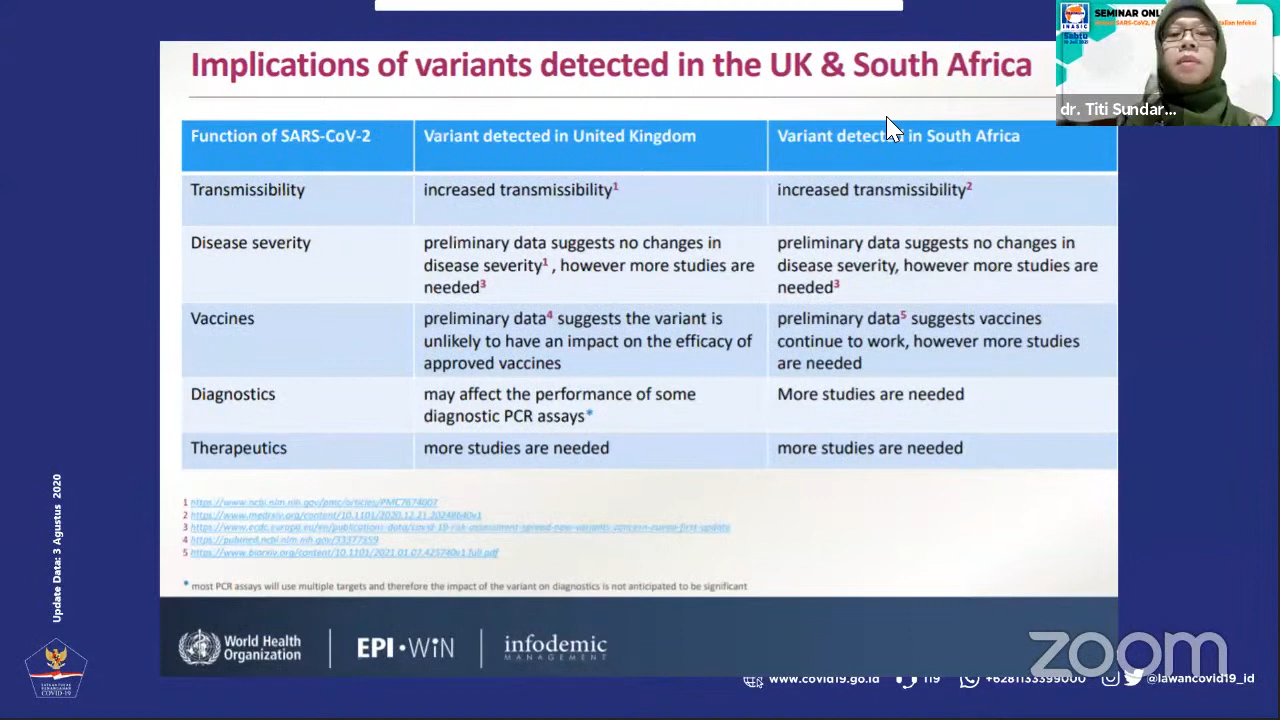 SEMINAR ONL
Sabtu
dr. Titi Sundar...
Implications of variants detected in the UK & South Africa
Function of SARS-CoV-2 Variant detected in United Kingdom Variant detec in South Africa
Transmissibility increased transmissibility1 increased transmissibility2
Disease severity preliminary data suggests no changes in disease severity1 , however more studies are needed3 preliminary data suggests no changes in disease severity, however more studies are needed3
Vaccines preliminary data4 suggests the variant is unlikely to have an impact on the efficacy of approved vaccines preliminary data5 suggests vaccines continue to work, however more studies are needed
Diagnostics may affect the performance of some diagnostic PCR assays* More studies are needed
Therapeutics more studies are needed more studies are needed
1 https://www.ncbi.nlm.nih.gov/pmc/articles/PMC7674007
2 https://www.medrxiv.org/content/10.1101/2020.12.21.20248640v1
3 https://www.ecdc.europa.eu/en/publications-data/covid-19-risk-assessment-spread-new-variants-concern-eueea-first-update
4 https://pubmed.ncbi.nlm.nih.gov/33377359
5 https://www.biorxiv.org/content/10.1101/2021.01.07.425740v1.full.pdf
* most PCR assays will use multiple targets and therefore the impact of the variant on diagnostics is not anticipated to be significant
World Health
Organization
EPI·WiN
infodemic
MANAGEMENT
zoom
Update Data: 3 Agustus 2020
COVID-19
www.covid19.go.id 119 +6281133399000 @lawancovid19_id